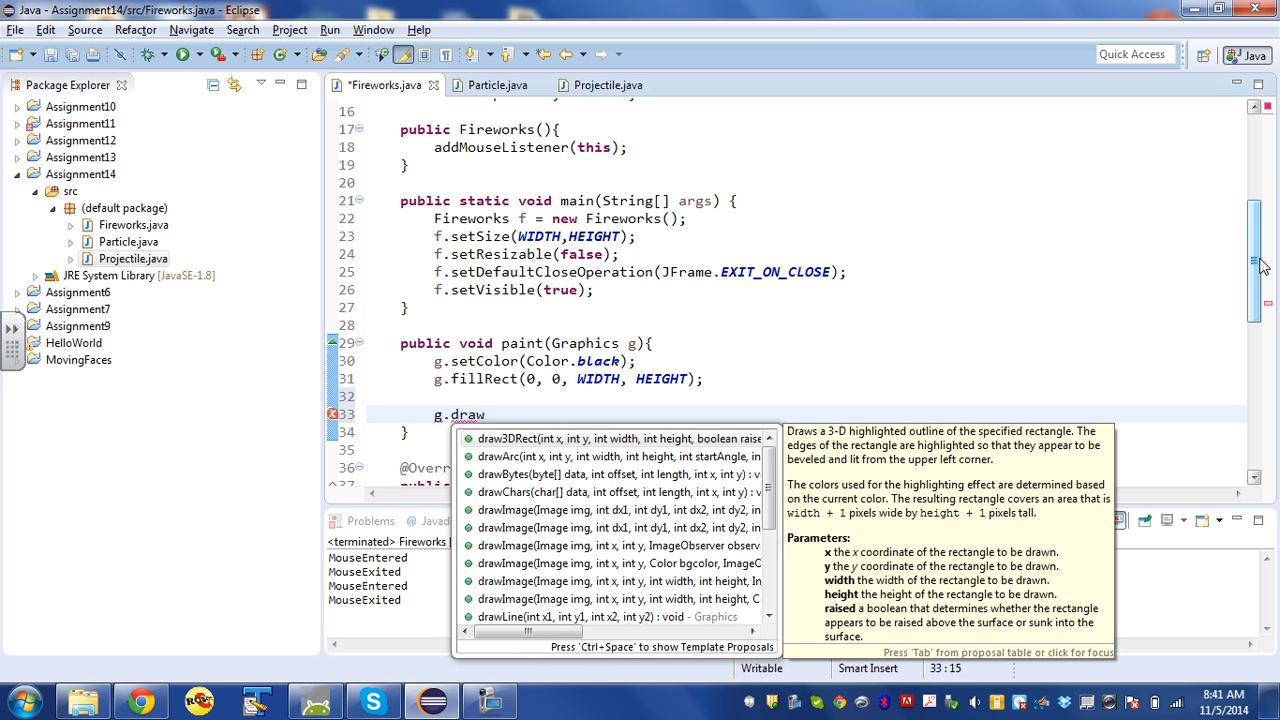 Java - Assignment14/src/Fireworks.java - Eclipse
File Edit Source Refactor Navigate Search Project Run Window Help
Quick Access
Java
Package Explorer
*Fireworks.java
Particle.java
Projectile.java
Assignment10
Assignment11
Assignment12
Assignment13
Assignment14
src
(default package)
Fireworks.java
Particle.java
Projectile.java
JRE System Library [JavaSE-1.8]
Assignment6
Assignment7
Assignment9
HelloWorld
MovingFaces
16
17 public Fireworks(){
18 addMouseListener(this);
19 }
20
21 public static void main(String[] args) {
22 Fireworks f = new Fireworks();
23 f.setSize(WIDTH,HEIGHT);
24 f.setResizable(false);
25 f.setDefaultCloseOperation(JFrame.EXIT_ON_CLOSE);
26 f.setVisible(true);
27 }
28
29 public void paint(Graphics g){
30 g.setColor(Color.black);
31 g.fillRect(0, 0, WIDTH, HEIGHT);
32
33 g.draw
34 }
35
36 @Overr
37
draw3DRect(int x, int y, int width, int height, boolean raise
drawArc(int x, int y, int width, int height, int startAngle, in
drawBytes(byte[] data, int offset, int length, int x, int y) : v
drawChars(char[] data, int offset, int length, int x, int y) : v
drawImage(Image img, int dx1, int dy1, int dx2, int dy2, in
drawImage(Image img, int dx1, int dy1, int dx2, int dy2, in
drawImage(Image img, int x, int y, ImageObserver observ
drawImage(Image img, int x, int y, Color bgcolor, ImageO
drawImage(Image img, int x, int y, int width, int height, In
drawImage(Image img, int x, int y, int width, int height, C
drawLine(int x1, int y1, int x2, int y2) : void - Graphics
Press 'Ctrl+Space' to show Template Proposals
Draws a 3-D highlighted outline of the specified rectangle. The
edges of the rectangle are highlighted so that they appear to be
beveled and lit from the upper left corner.
The colors used for the highlighting effect are determined based
on the current color. The resulting rectangle covers an area that is
width + 1 pixels wide by height + 1 pixels tall.
Parameters:
x the x coordinate of the rectangle to be drawn.
y the y coordinate of the rectangle to be drawn.
width the width of the rectangle to be drawn.
height the height of the rectangle to be drawn.
raised a boolean that determines whether the rectangle
appears to be raised above the surface or sunk into the
surface.
Press 'Tab' from proposal table or click for focus
Problems @ Javad
<terminated> Fireworks
MouseEntered
MouseExited
MouseEntered
MouseExited
Writable
Smart Insert
33 : 15
8:41 AM
11/5/2014